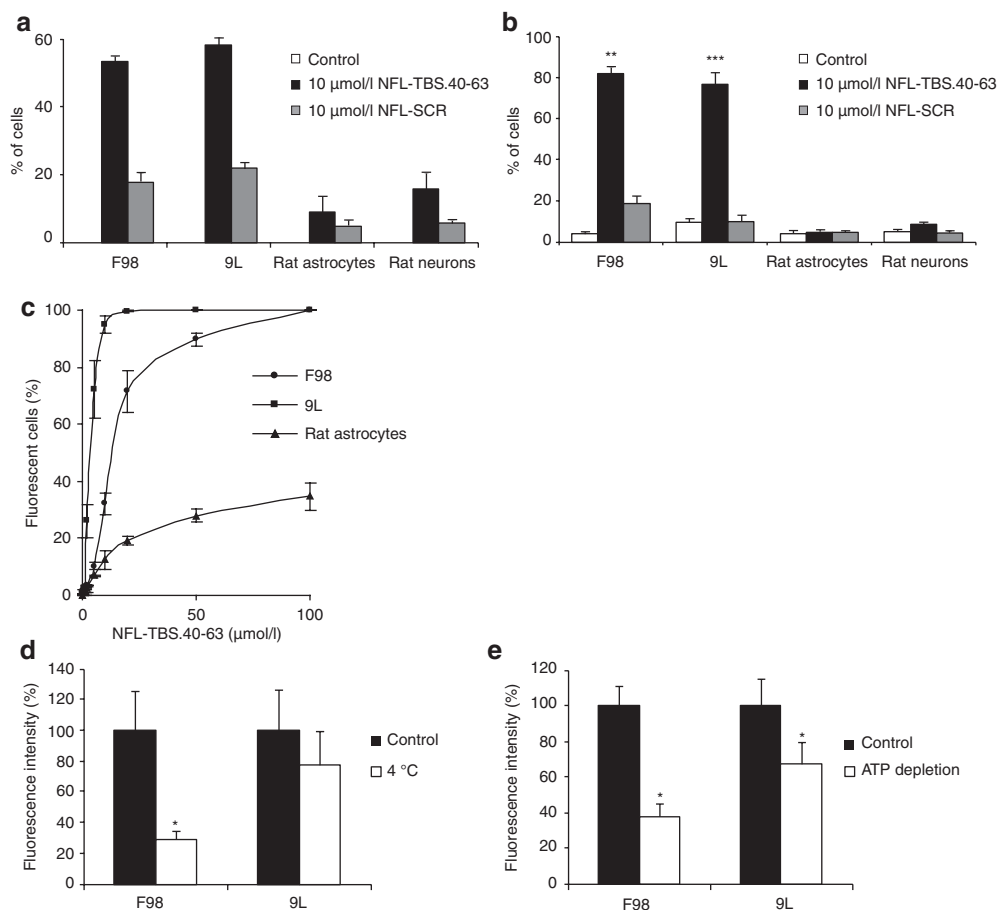 a
% of cells
60
40
20
0
Control
10 µmol/l NFL-TBS.40-63
10 µmol/l NFL-SCR
F98 9L Rat astrocytes Rat neurons
b
% of cells
100
80
60
40
20
0
** ***
Control
10 µmol/l NFL-TBS.40-63
10 µmol/l NFL-SCR
F98 9L Rat astrocytes Rat neurons
c
Fluorescent cells (%)
100
80
60
40
20
0
F98
9L
Rat astrocytes
0 50 100
NFL-TBS.40-63 (µmol/l)
d
Fluorescence intensity (%)
140
120
100
80
60
40
20
0
*
Control
4 °C
F98 9L
e
Fluorescence intensity (%)
120
100
80
60
40
20
0
* *
Control
ATP depletion
F98 9L